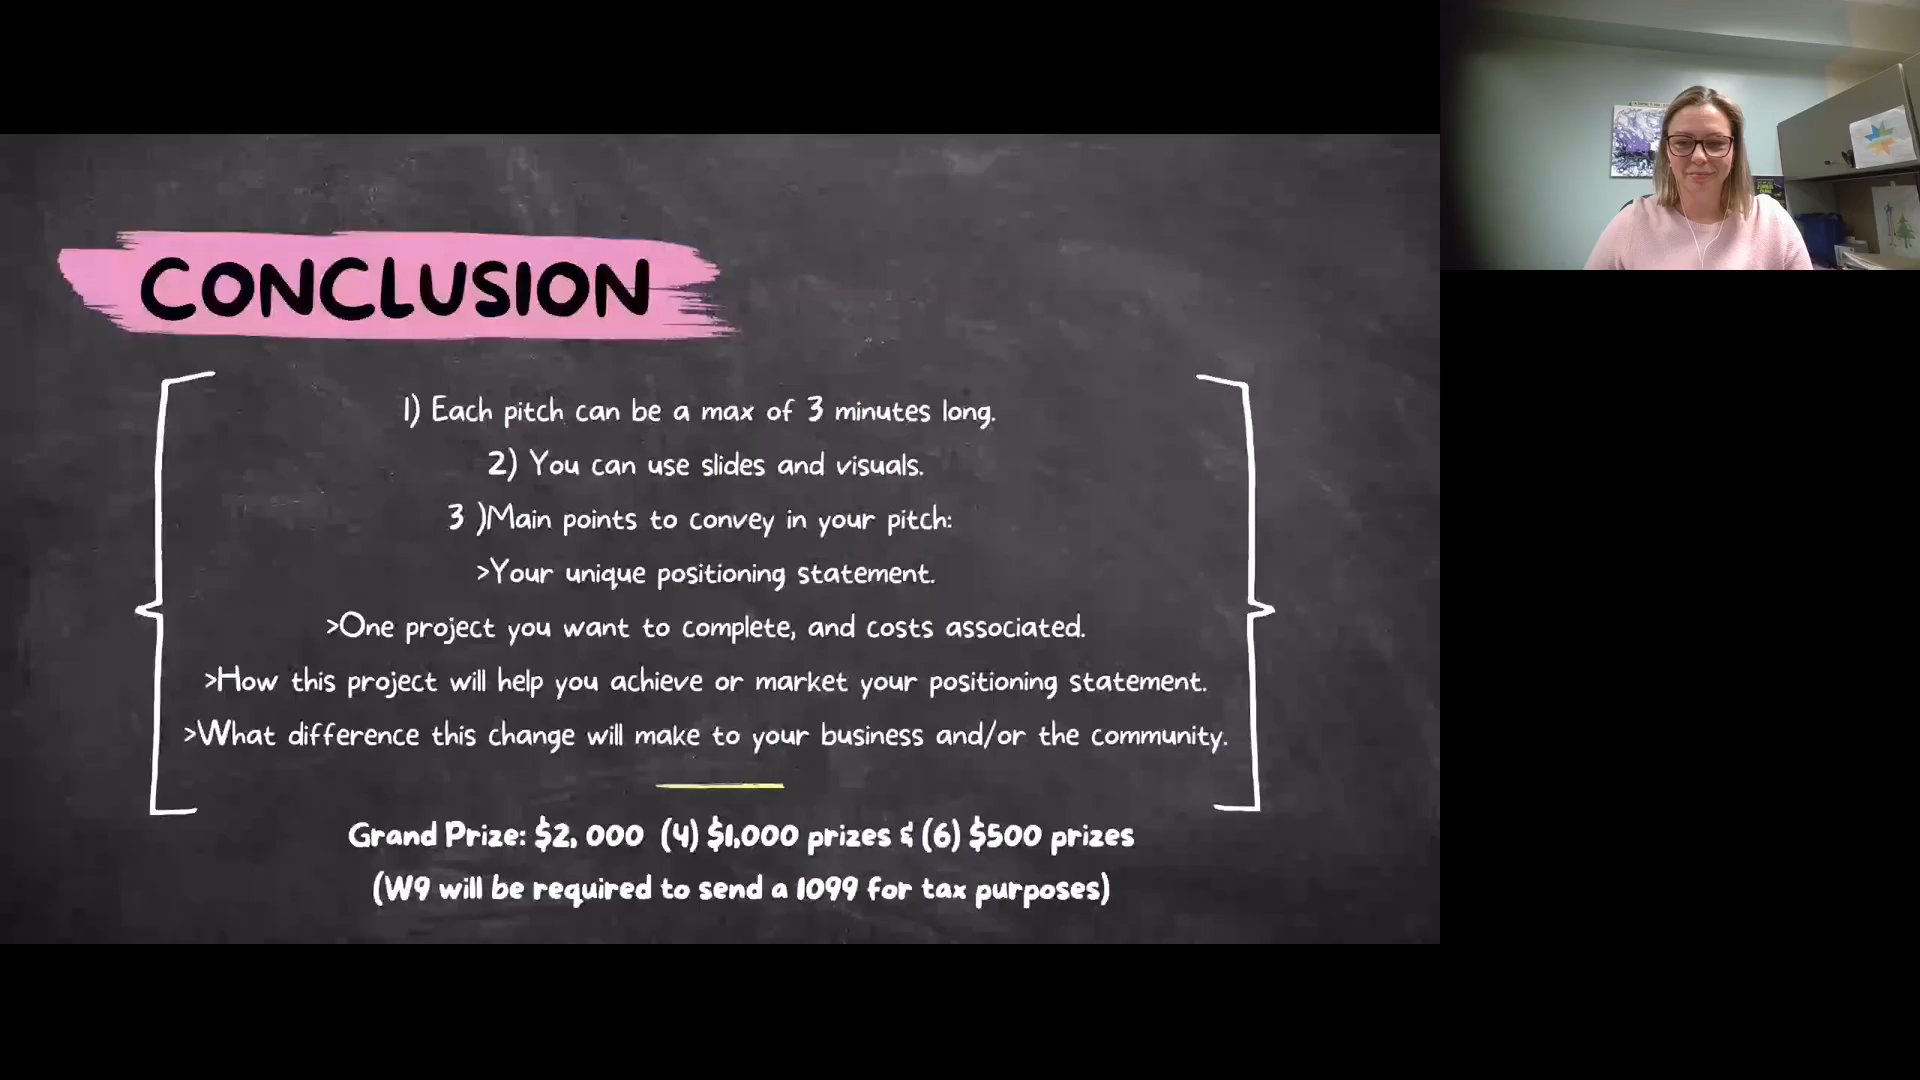 CONCLUSION
1) Each pitch can be a max of 3 minutes long.
2) You can use slides and visuals.
3 )Main points to convey in your pitch:
>Your unique positioning statement.
>One project you want to complete, and costs associated.
>How this project will help you achieve or market your positioning statement.
>What difference this change will make to your business and/or the community.
Grand Prize: $2, 000 (4) $1,000 prizes & (6) $500 prizes
(W9 will be required to send a 1099 for tax purposes)